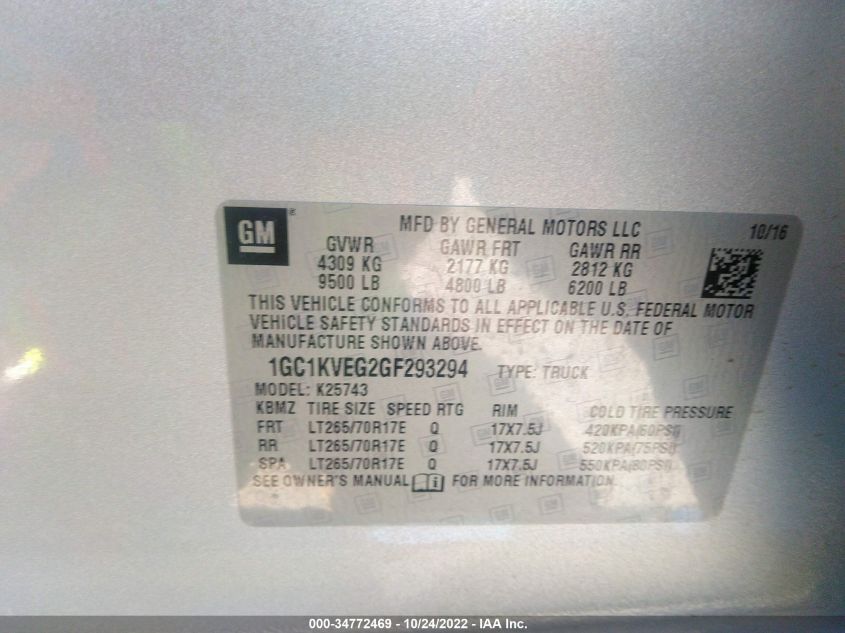 GM ®
MFD BY GENERAL MOTORS LLC 10/16
GVWR GAWR FRT GAWR RR
4309 KG 2177 KG 2812 KG
9500 LB 4800 LB 6200 LB
THIS VEHICLE CONFORMS TO ALL APPLICABLE U.S. FEDERAL MOTOR
VEHICLE SAFETY STANDARDS IN EFFECT ON THE DATE OF
MANUFACTURE SHOWN ABOVE.
1GC1KVEG2GF293294 TYPE: TRUCK
MODEL: K25743
KBMZ TIRE SIZE SPEED RTG RIM COLD TIRE PRESSURE
FRT LT265/70R17E Q 17X7.5J 420KPA(60PSI)
RR LT265/70R17E Q 17X7.5J 520KPA(75PSI)
SPA LT265/70R17E Q 17X7.5J 550KPA(80PSI)
SEE OWNER'S MANUAL FOR MORE INFORMATION.
000-34772469 - 10/24/2022 - IAA Inc.